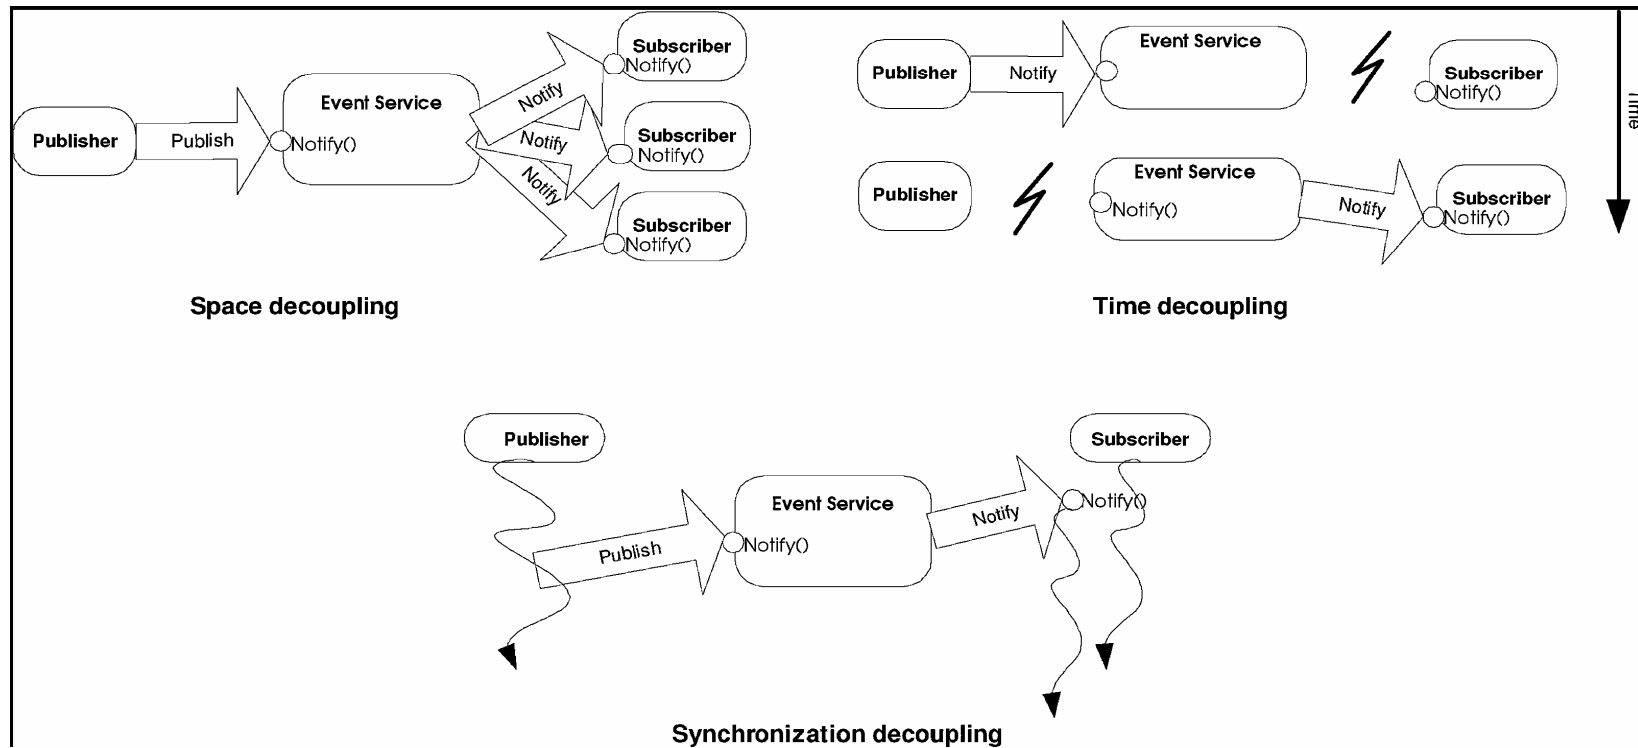 Publisher
Publish
Notify()
Event Service
Notify
Notify
Notify
Subscriber
Notify()
Subscriber
Notify()
Subscriber
Notify()
Space decoupling
Publisher
Notify
Event Service
Subscriber
Notify()
Publisher
Event Service
Notify()
Notify
Subscriber
Notify()
Time
Time decoupling
Publisher
Publish
Event Service
Notify()
Notify
Subscriber
Notify()
Synchronization decoupling